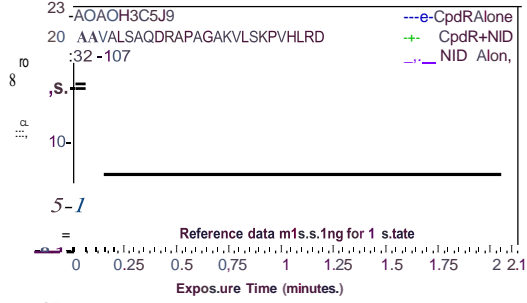 23
-AOAOH3C5J9
---e-CpdRAlone
20 AAVALSAQDRAPAGAKVLSKPVHLRD
-+- CpdR+NID
:32 -107
_,.__ NID Alon,
,s.
10-
5-1
=
Reference data m1s.s.1ng for 1 s.tate
0 0.25 0.5 0.75 1 1.25 1.5 1.75 2 2.1
Expos.ure Time (minutes.)